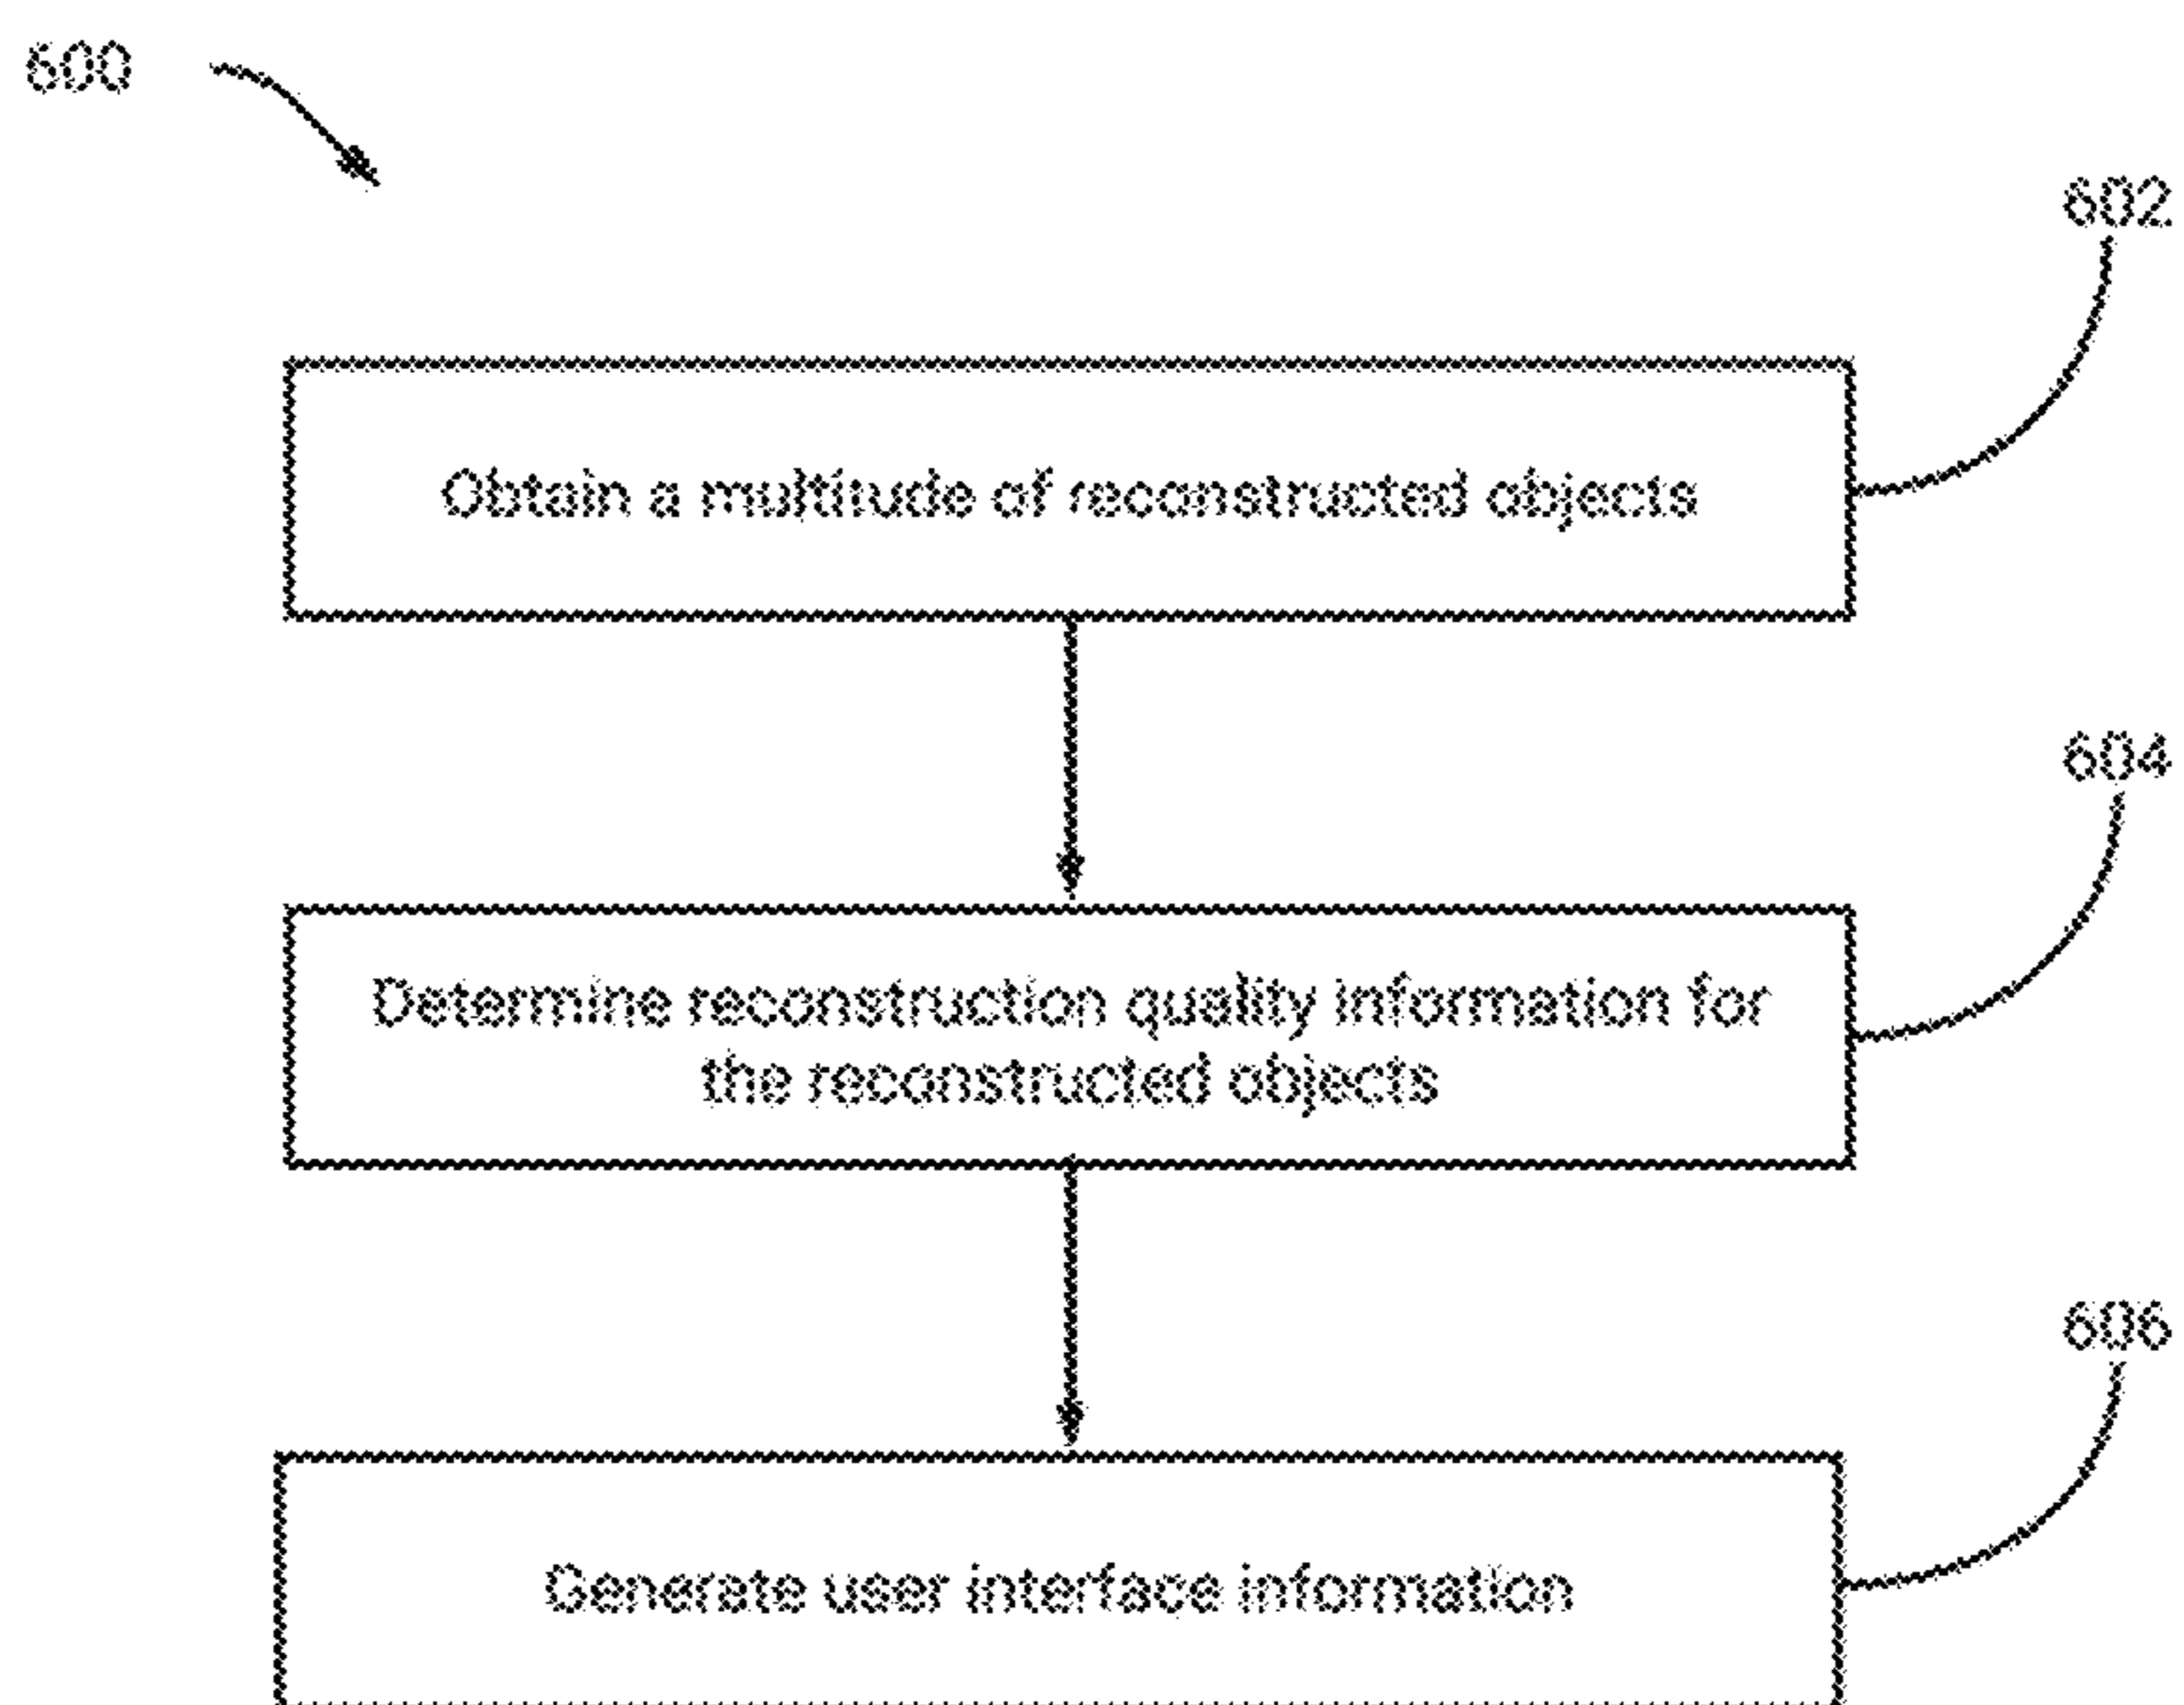 600
602
Obtain a multitude of reconstructed objects
604
Determine reconstruction quality information for
the reconstructed objects
606
Generate user interface information